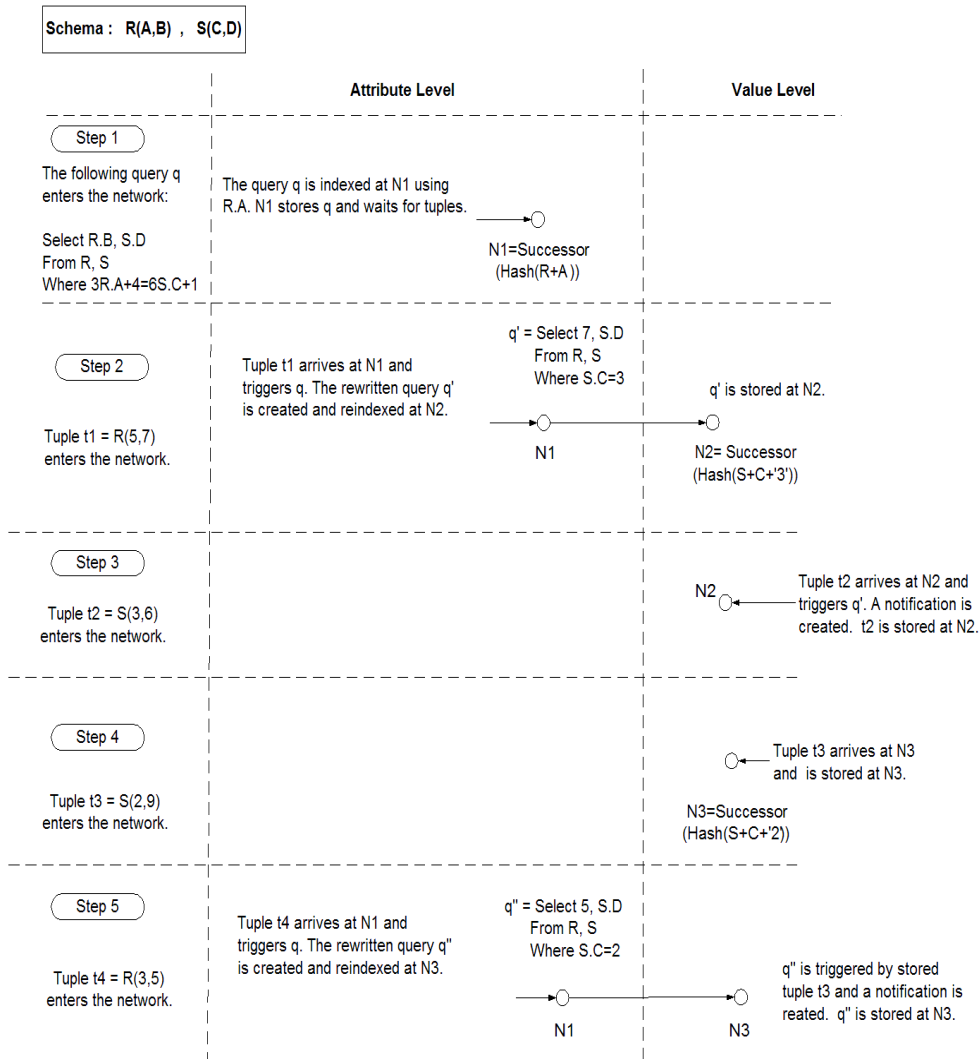 Schema :  R(A,B)  ,  S(C,D)
Attribute Level
Value Level
Step 1
The following query q
enters the network:
Select R.B, S.D
From R, S
Where 3R.A+4=6S.C+1
The query q is indexed at N1 using
R.A. N1 stores q and waits for tuples.
N1=Successor
(Hash(R+A))
Step 2
Tuple t1 = R(5,7)
enters the network.
Tuple t1 arrives at N1 and
triggers q. The rewritten query q'
is created and reindexed at N2.
q' = Select 7, S.D
From R, S
Where S.C=3
N1
q' is stored at N2.
N2= Successor
(Hash(S+C+'3'))
Step 3
Tuple t2 = S(3,6)
enters the network.
N2
Tuple t2 arrives at N2 and
triggers q'. A notification is
created.  t2 is stored at N2.
Step 4
Tuple t3 = S(2,9)
enters the network.
Tuple t3 arrives at N3
and  is stored at N3.
N3=Successor
(Hash(S+C+'2'))
Step 5
Tuple t4 = R(3,5)
enters the network.
Tuple t4 arrives at N1 and
triggers q. The rewritten query q''
is created and reindexed at N3.
q'' = Select 5, S.D
From R, S
Where S.C=2
N1
N3
q'' is triggered by stored
tuple t3 and a notification is
reated.  q'' is stored at N3.